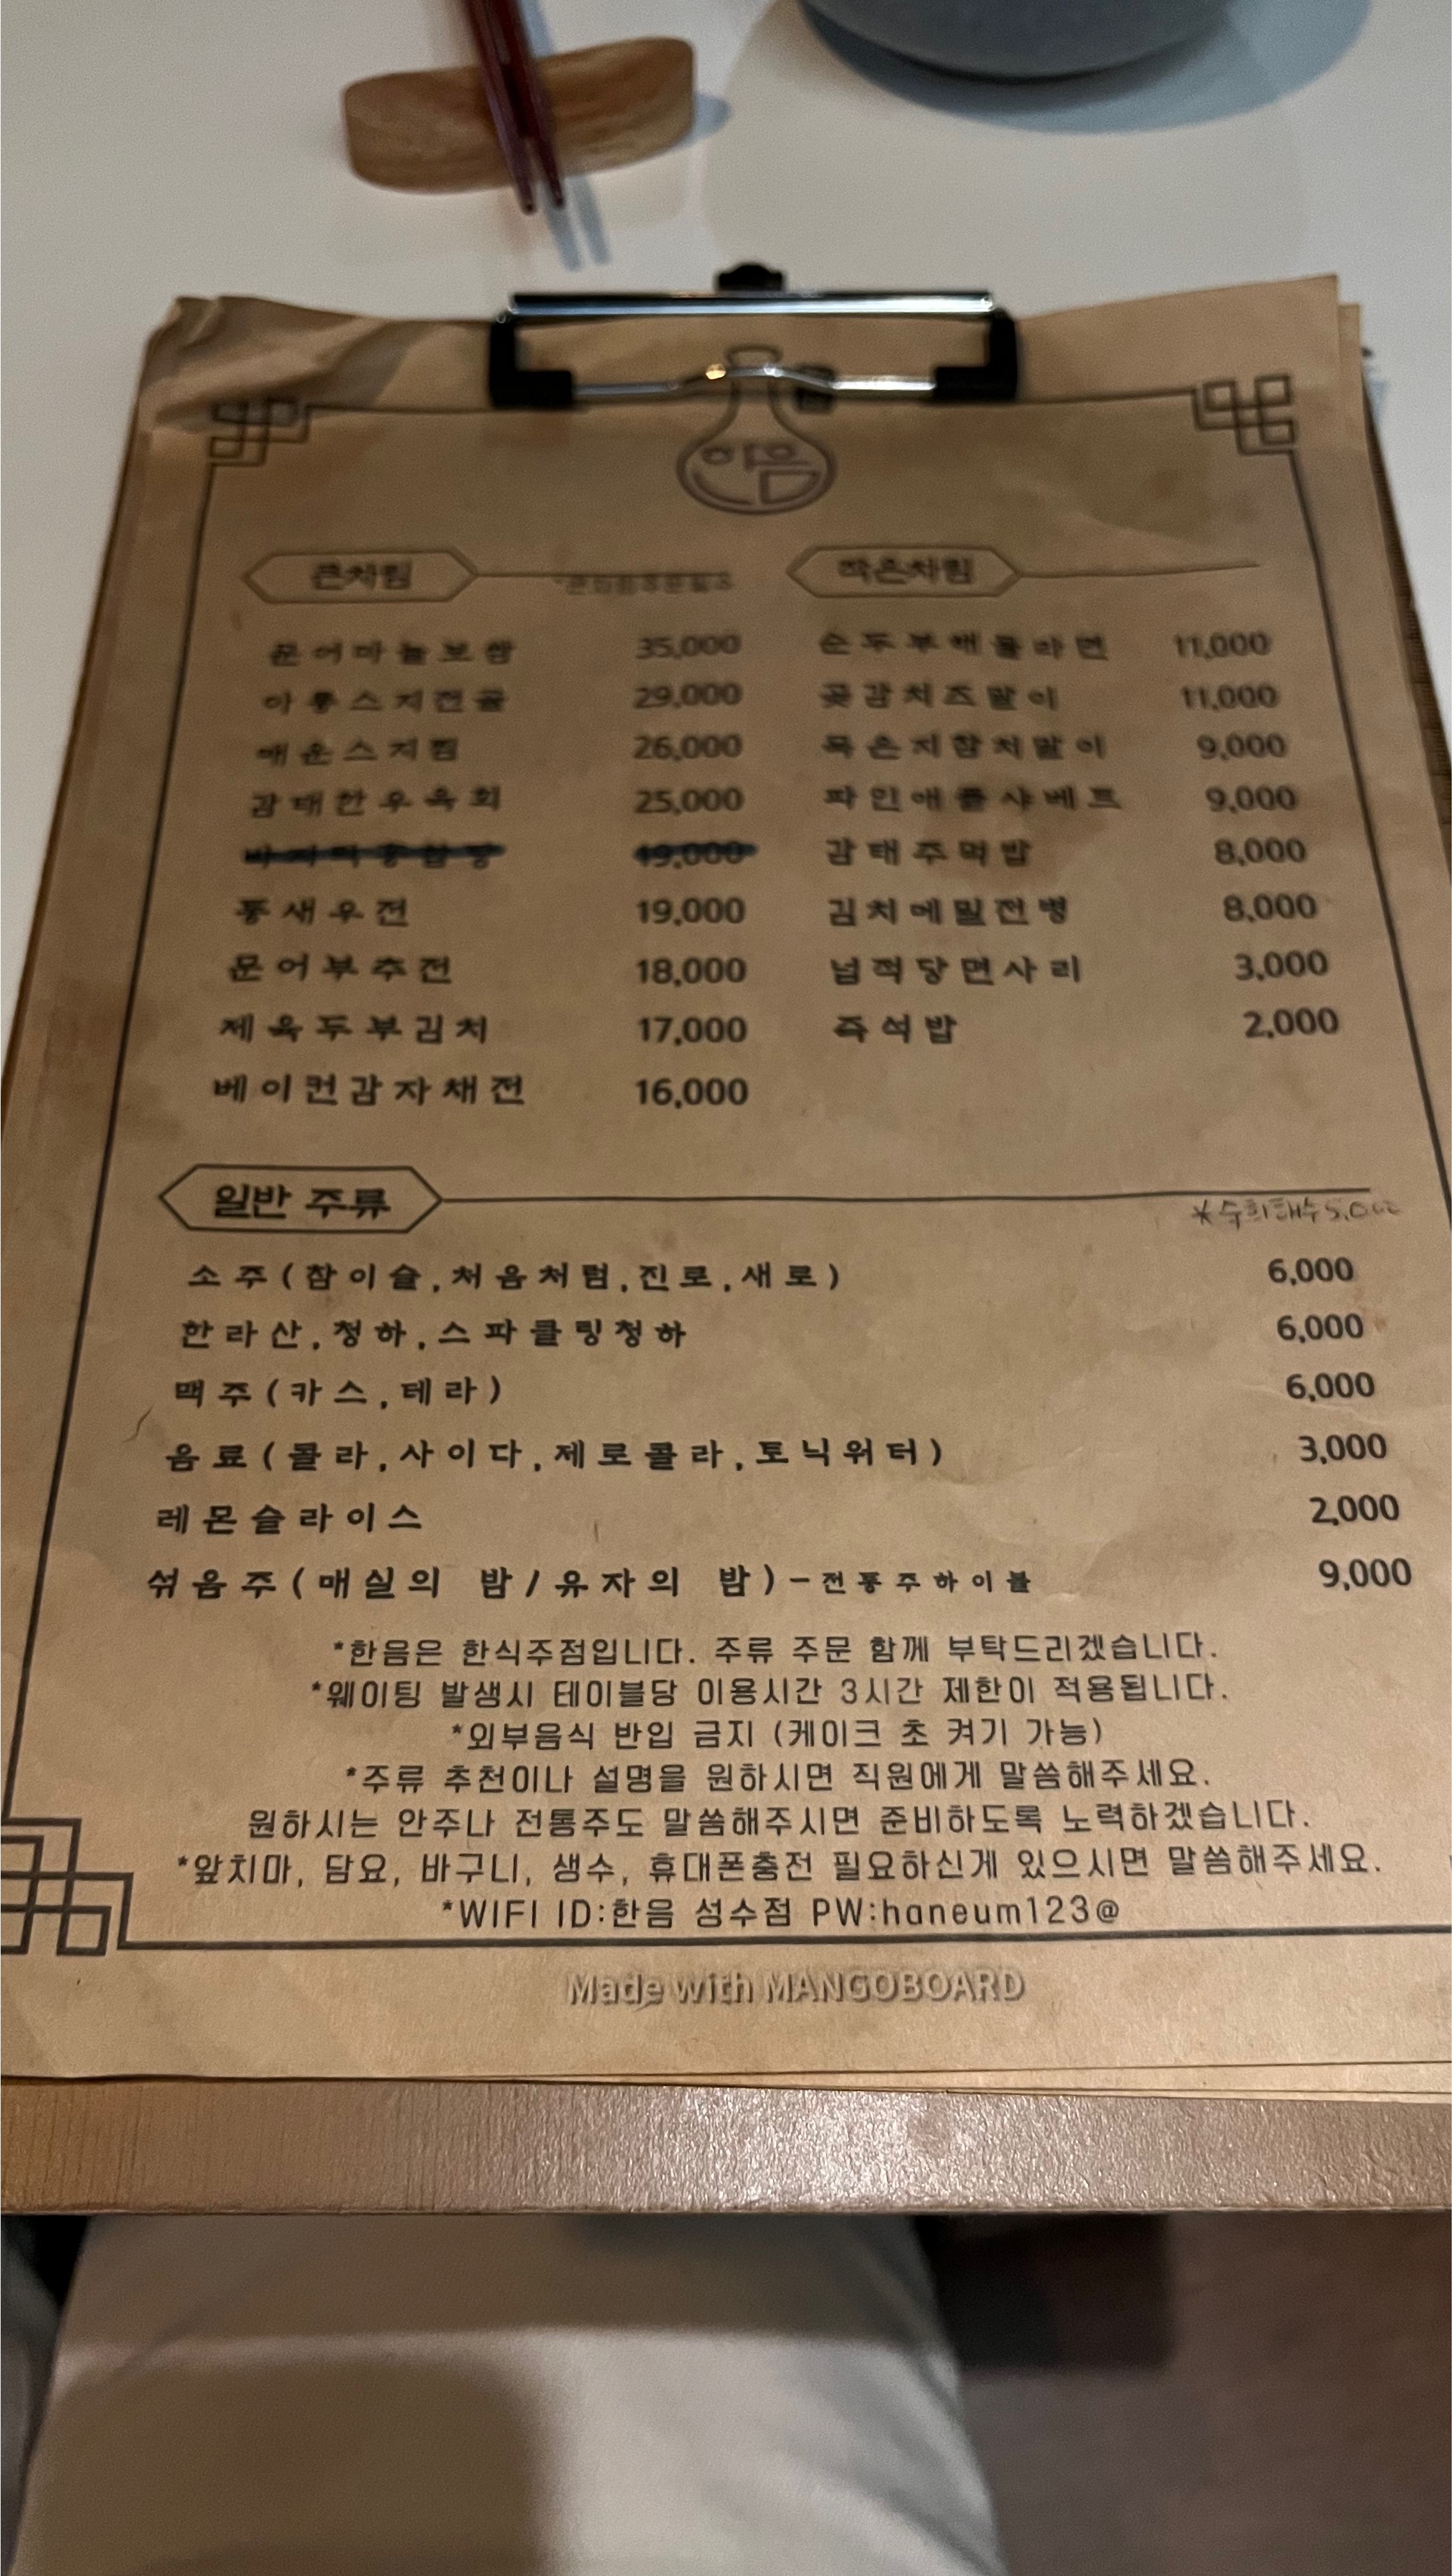 한음
큰차림
문어마늘보쌈 35,000
아롱스지전골 29,000
매운스지찜 26,000
감태한우육회 25,000
바지락홍합탕 19,000
통새우전 19,000
문어부추전 18,000
제육두부김치 17,000
베이컨감자채전 16,000
작은차림
순두부해물라면 11,000
곶감치즈말이 11,000
묵은지참치말이 9,000
파인애플샤베트 9,000
감태주먹밥 8,000
김치메밀전병 8,000
넙적당면사리 3,000
즉석밥 2,000
일반 주류
소주(참이슬,처음처럼,진로,새로) 6,000
한라산,청하,스파클링청하 6,000
맥주(카스,테라) 6,000
음료(콜라,사이다,제로콜라,토닉워터) 3,000
레몬슬라이스 2,000
섞음주(매실의 밤/유자의 밤)-전통주하이볼 9,000
*한음은 한식주점입니다. 주류 주문 함께 부탁드리겠습니다.
*웨이팅 발생시 테이블당 이용시간 3시간 제한이 적용됩니다.
*외부음식 반입 금지 (케이크 초 켜기 가능)
*주류 추천이나 설명을 원하시면 직원에게 말씀해주세요.
원하시는 안주나 전통주도 말씀해주시면 준비하도록 노력하겠습니다.
*앞치마, 담요, 바구니, 생수, 휴대폰충전 필요하신게 있으시면 말씀해주세요.
*WIFI ID:한음 성수점 PW:haneum123@
Made with MANGOBOARD